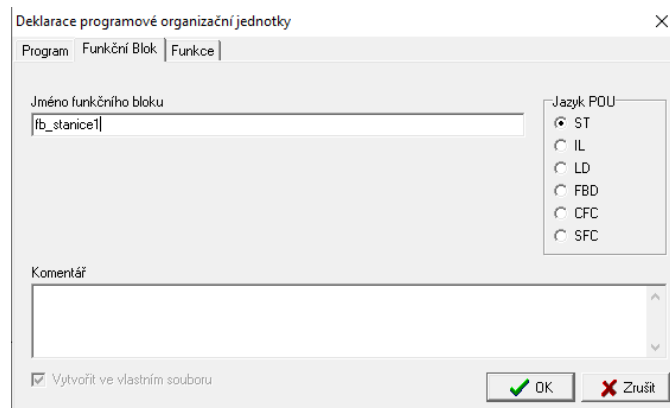 Deklarace programové organizační jednotky
Program Funkční Blok Funkce
Jméno funkčního bloku
fb_stanice1
Jazyk POU
ST
IL
LD
FBD
CFC
SFC
Komentář
Vytvořit ve vlastním souboru
OK Zrušit